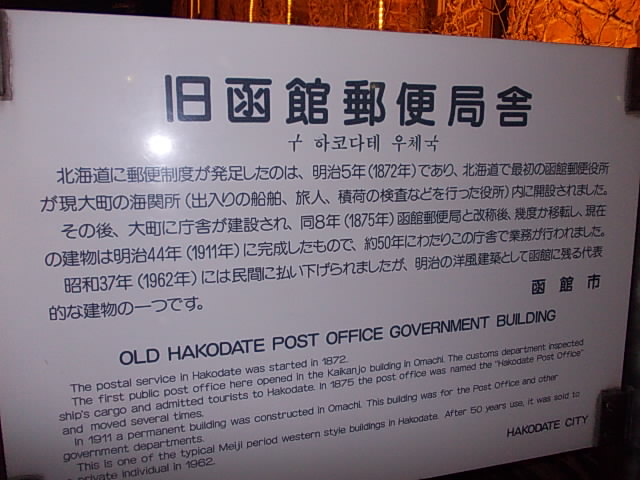 旧函館郵便局舎
구 하코다테 우체국
北海道に郵便制度が発足したのは、明治5年(1872年)であり、北海道で最初の函館郵便役所
が現大町の海関所(出入りの船舶、旅人、積荷の検査などを行った役所)内に開設されました。
その後、大町に庁舎が建設され、同8年(1875年)函館郵便局と改称後、幾度か移転し、現在
の建物は明治44年(1911年)に完成したもので、約50年にわたりこの庁舎で業務が行われました。
昭和37年(1962年)には民間に払い下げられましたが、明治の洋風建築として函館に残る代表
的な建物の一つです。
函館市
OLD HAKODATE POST OFFICE GOVERNMENT BUILDING
The postal service in Hakodate was started in 1872.
The first public post office here opened in the Kaikanjo building in Omachi. The customs department inspected
ship's cargo and admitted tourists to Hakodate. In 1875 the post office was named the "Hakodate Post Office"
and moved several times.
In 1911 a permanent building was constructed in Omachi. This building was for the Post Office and other
government departments.
This is one of the typical Meiji period western style buildings in Hakodate. After 50 years use, it was sold to
a private individual in 1962.
HAKODATE CITY